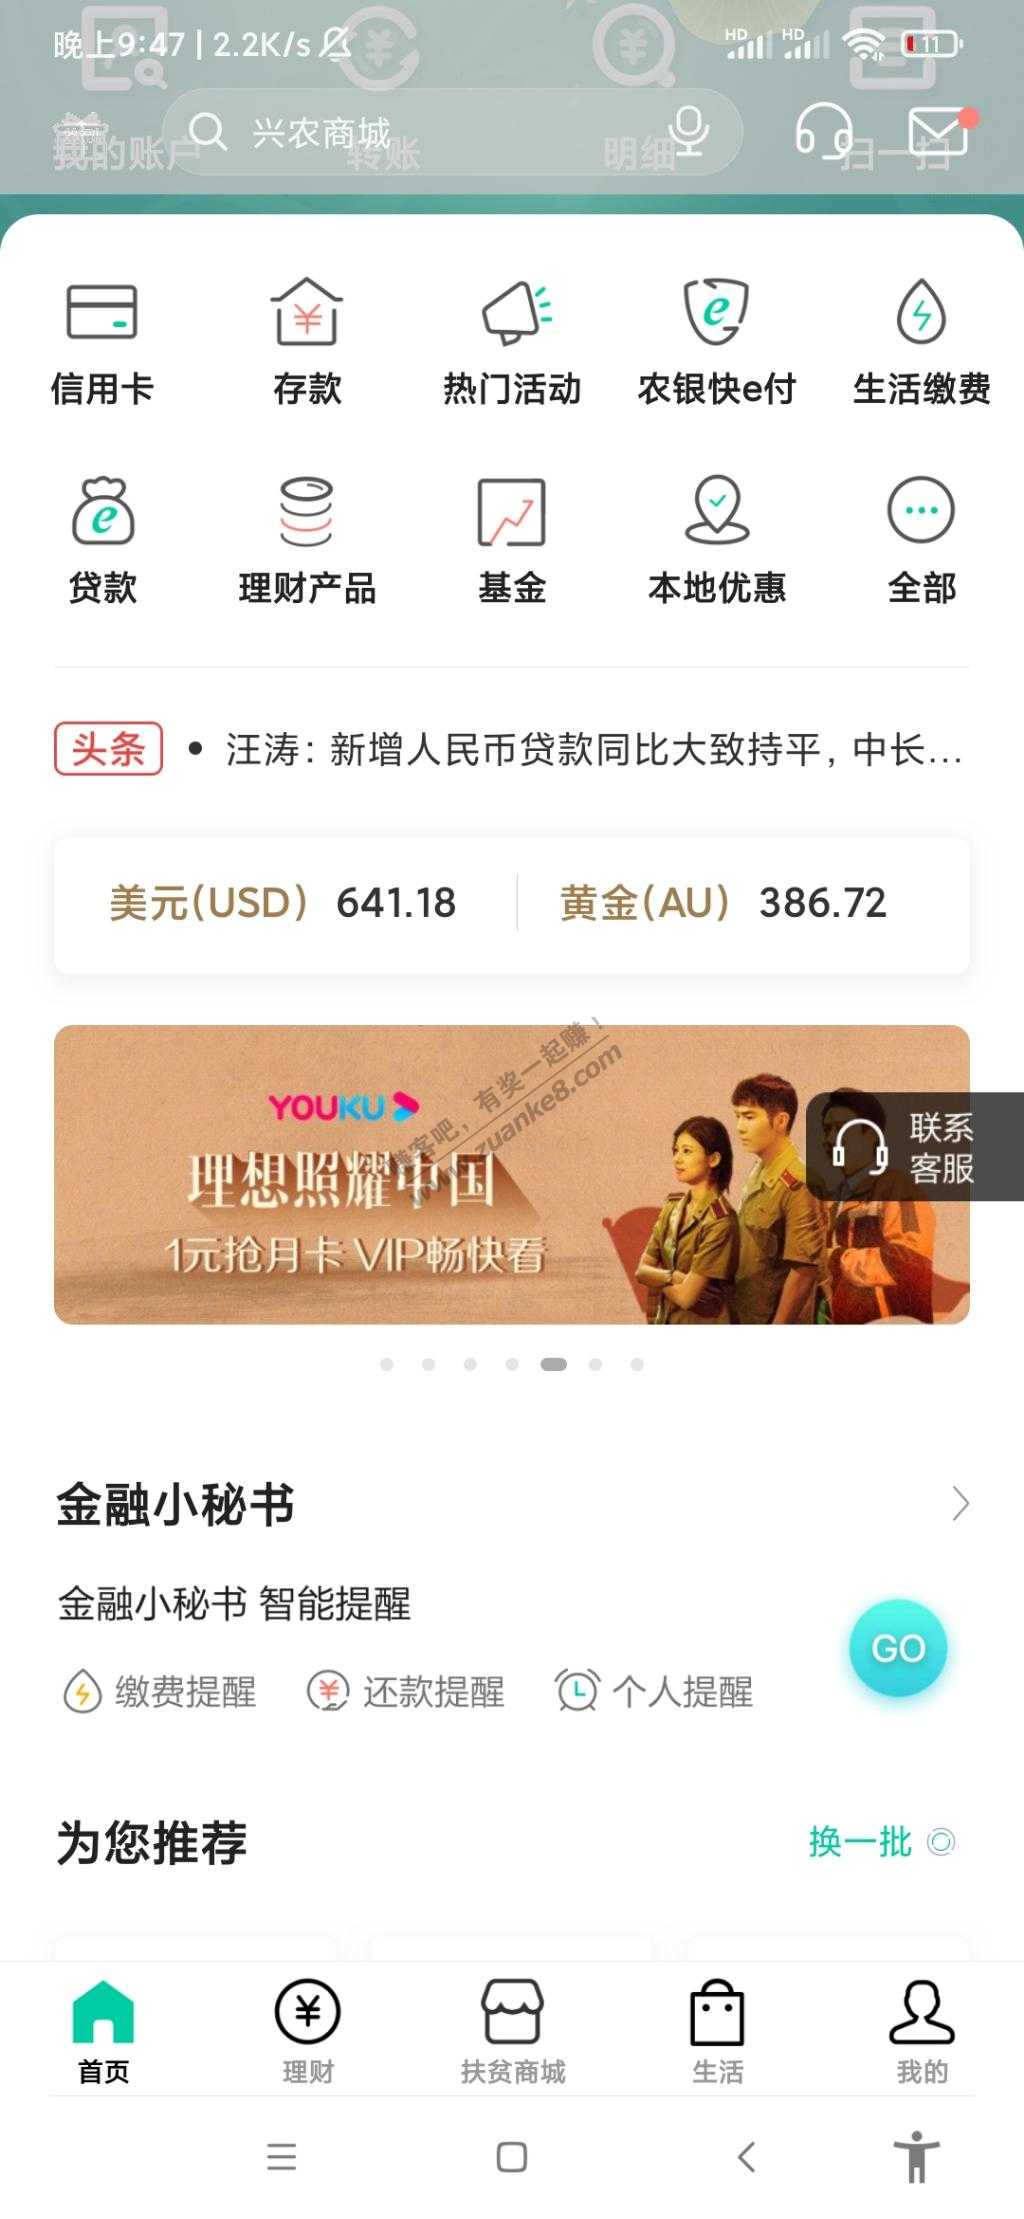 晚上9:47 | 2.2K/s
HD HD 11
兴农商城
我的账户 转账 明细 扫一扫
信用卡 存款 热门活动 农银快e付 生活缴费
贷款 理财产品 基金 本地优惠 全部
头条 • 汪涛：新增人民币贷款同比大致持平，中长...
美元(USD) 641.18 黄金(AU) 386.72
YOUKU
理想照耀中国
1元抢月卡 VIP畅快看
赚客吧，有奖一起赚！
www.zuanke8.com
联系
客服
金融小秘书
金融小秘书 智能提醒
GO
缴费提醒 还款提醒 个人提醒
为您推荐 换一批
首页 理财 扶贫商城 生活 我的